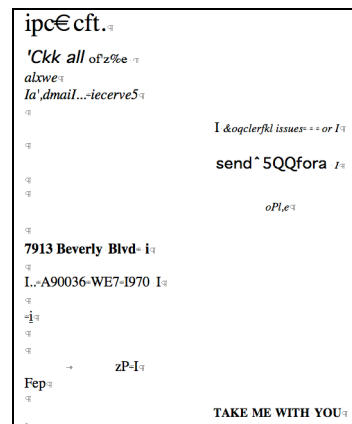 ipc€cft.
'Ckk all of'z‰e
alxwe
Ia',dmaiI...=iecerve5
I &oqclerfkl issues= = = or I
send^5QQfora I
oPl,e
7913 Beverly Blvd= i
I..=A90036=WE7=I970 I
=i
zP=I
Fep
TAKE ME WITH YOU